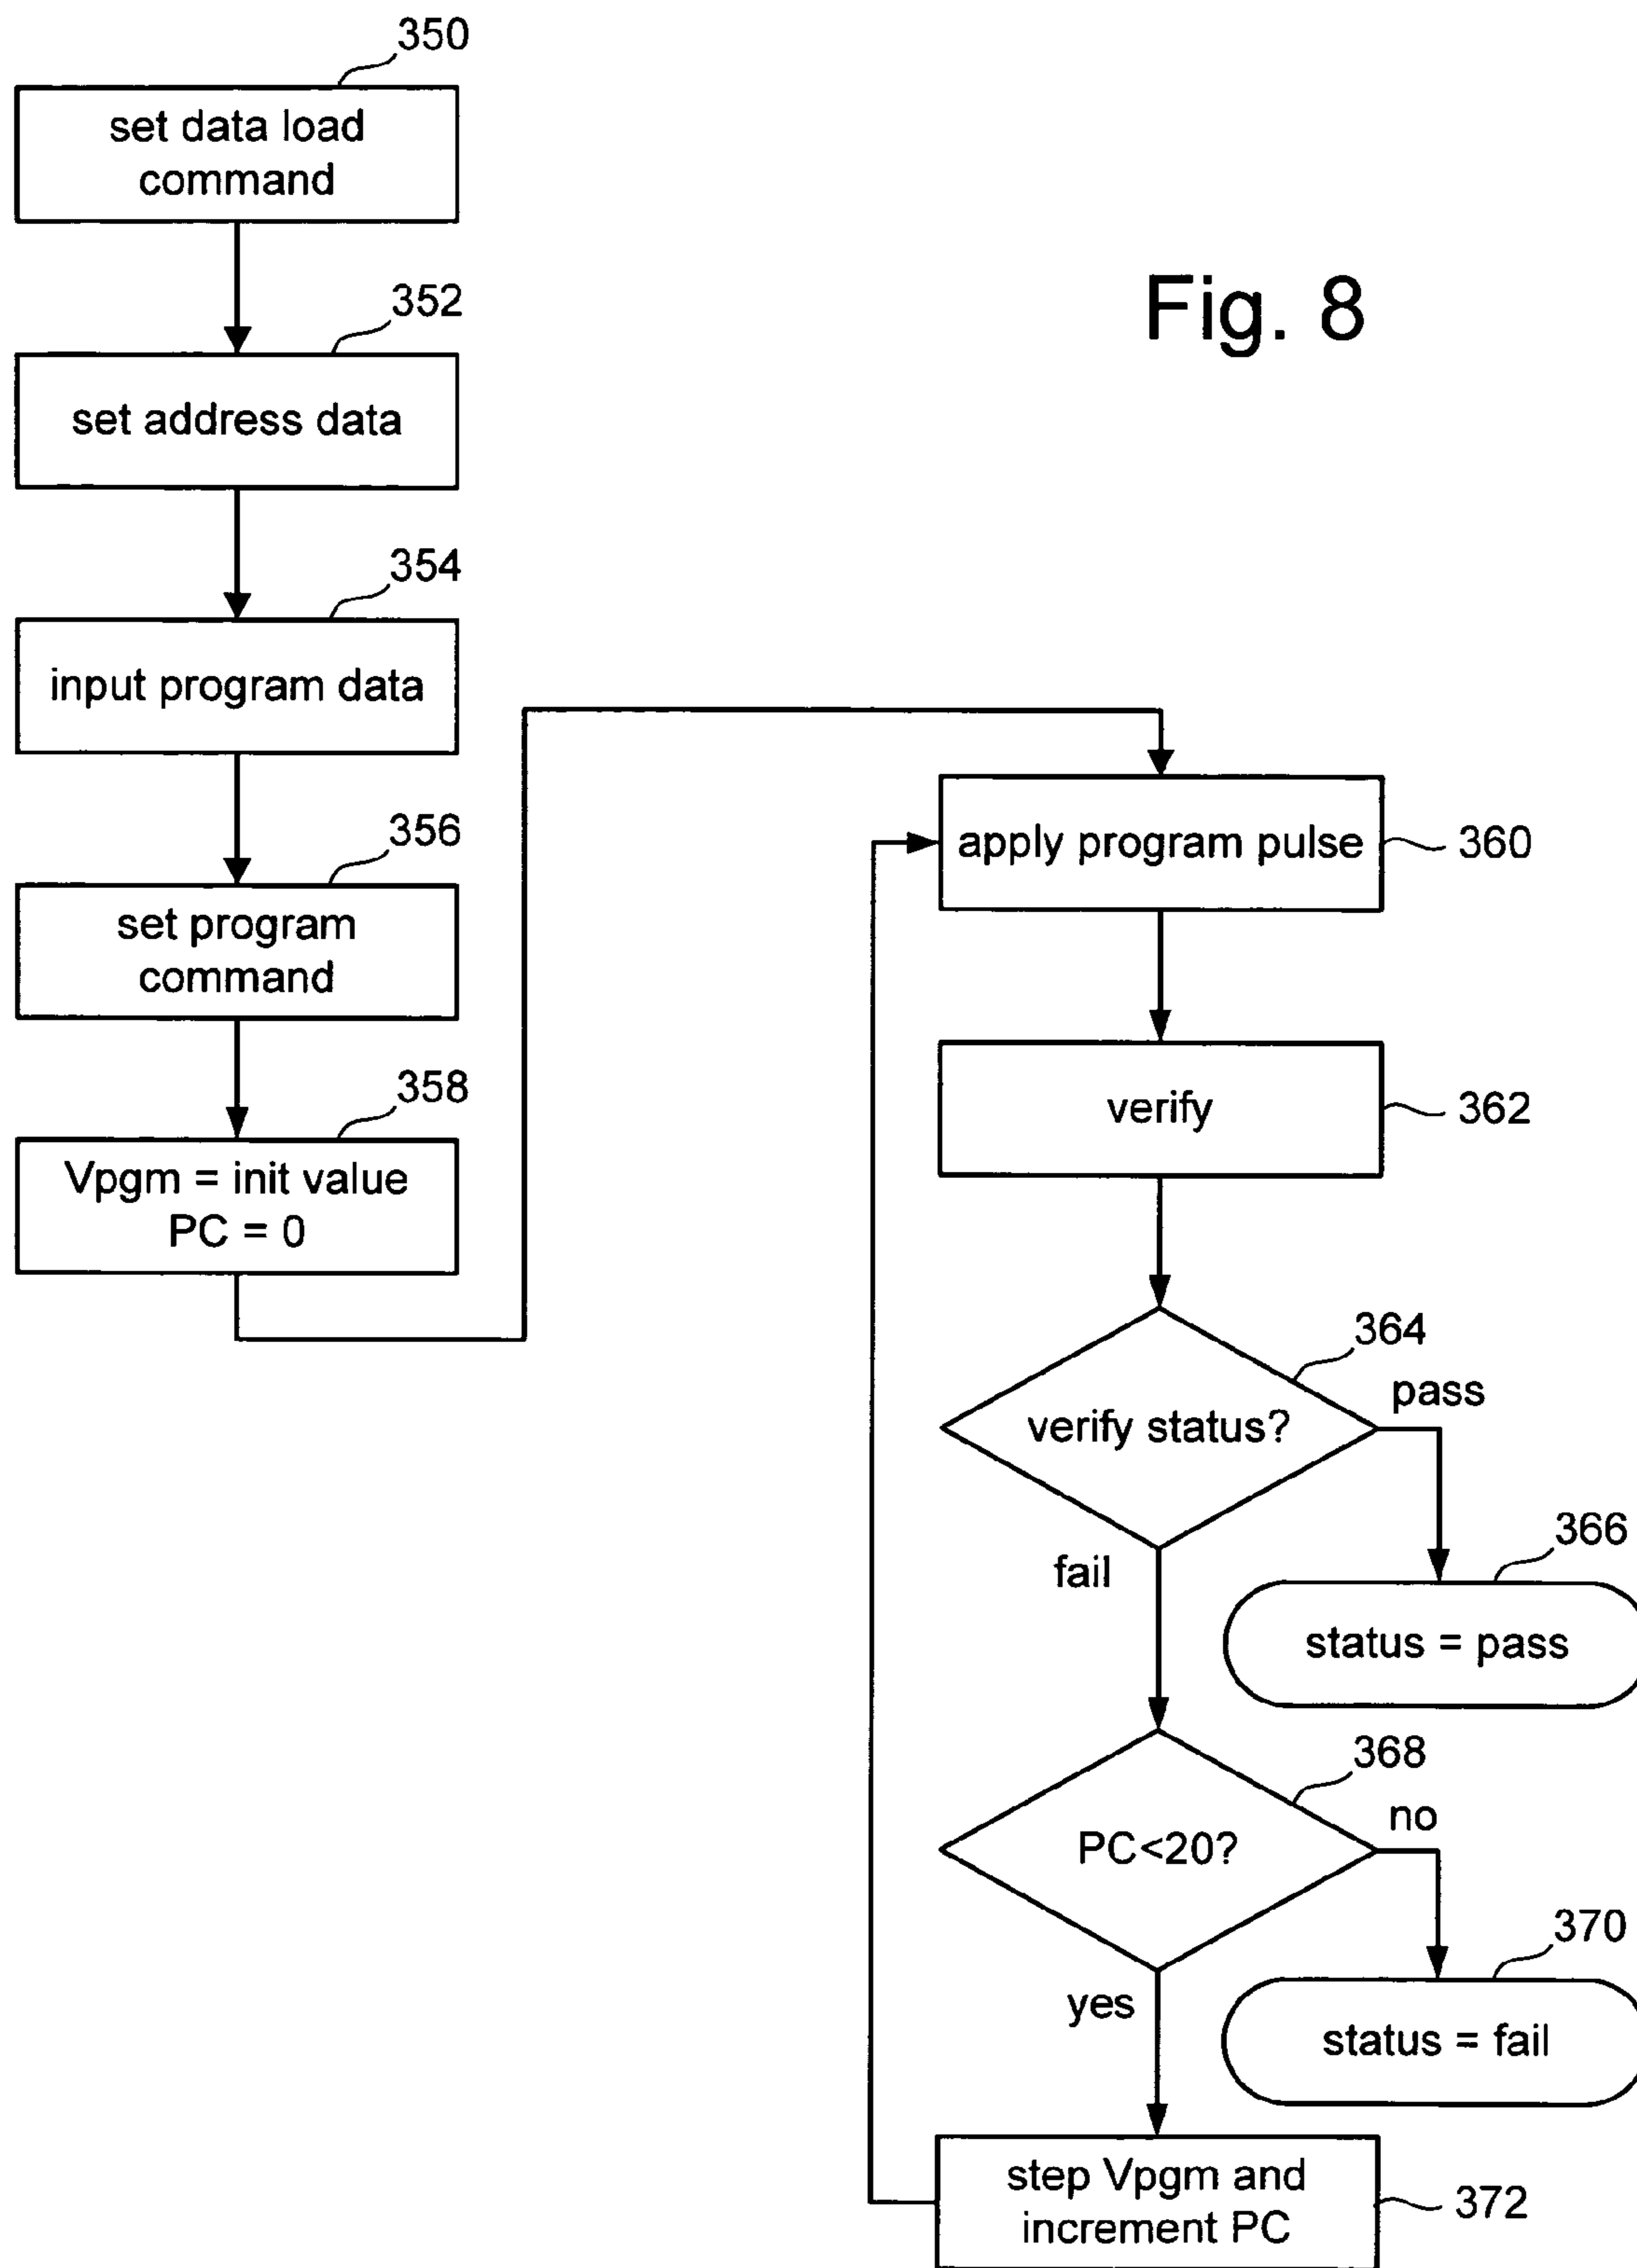 350
set data load
command
Fig. 8
352
set address data
354
input program data
356
set program
command
358
Vpgm = init value
PC = 0
apply program pulse
360
verify
362
364
verify status?
pass
fail
366
status = pass
368
PC<20?
no
yes
370
status = fail
step Vpgm and
increment PC
372